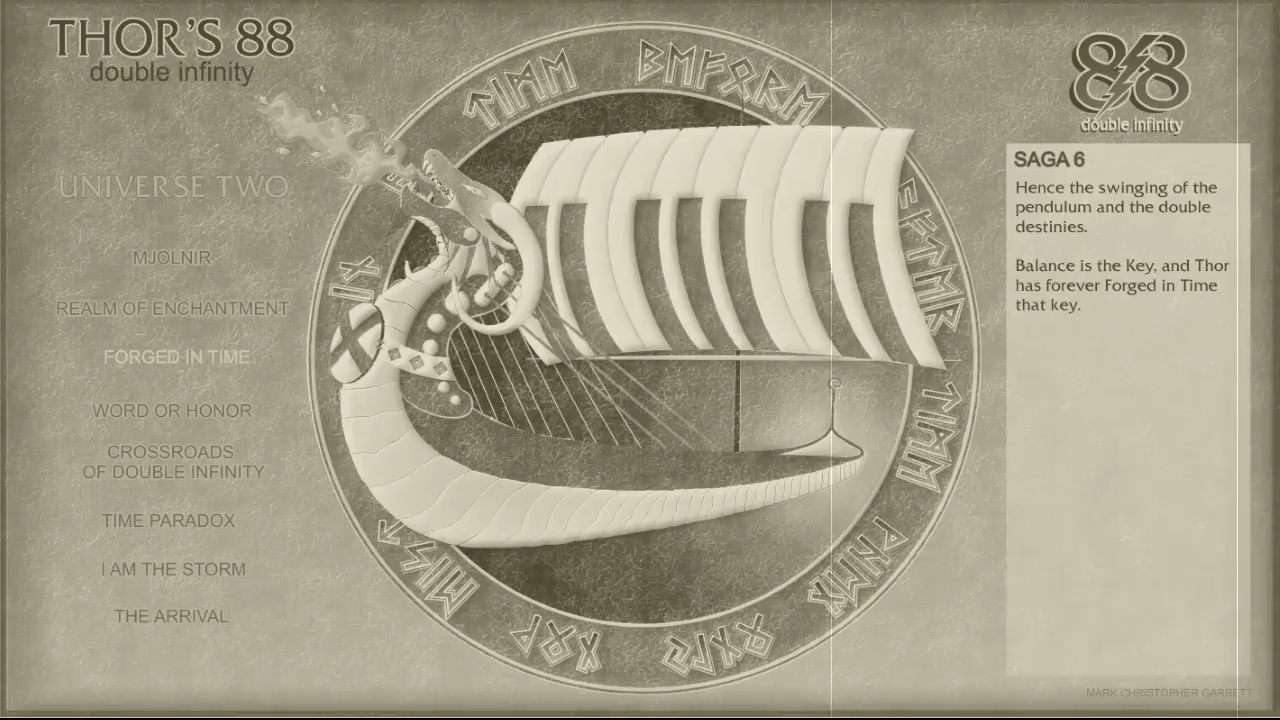 THOR'S 88
double infinity
UNIVERSE TWO
MJOLNIR
REALM OF ENCHANTMENT
FORGED IN TIME
WORD OR HONOR
CROSSROADS
OF DOUBLE INFINITY
TIME PARADOX
I AM THE STORM
THE ARRIVAL
TIME BEFORE
88
double infinity
SAGA 6
Hence the swinging of the
pendulum and the double
destinies.
Balance is the Key, and Thor
has forever Forged in Time
that key.
MARK CHRISTOPHER GARRETT